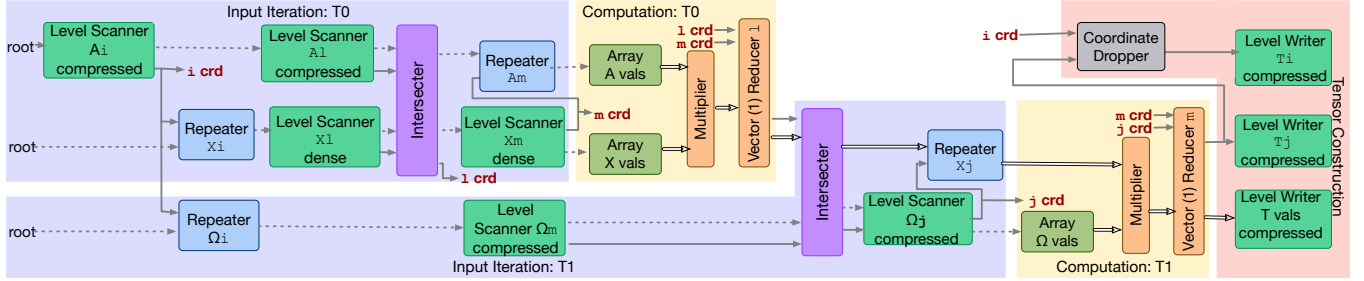 Input Iteration: T0
root
Level Scanner
Ai
compressed
i crd
Level Scanner
Al
compressed
Intersecter
Repeater
Am
root
Repeater
Xi
Level Scanner
Xl
dense
l crd
Level Scanner
Xm
dense
m crd
Computation: T0
l crd
m crd
Array
A vals
Array
X vals
Multiplier
Vector (1) Reducer l
root
Repeater
Ωi
Level
Scanner Ωm
compressed
Input Iteration: T1
Intersecter
Repeater
Xj
Level Scanner
Ωj
compressed
j crd
Computation: T1
Array
Ω vals
m crd
j crd
Multiplier
Vector (1) Reducer m
i crd
Coordinate
Dropper
Level Writer
Ti
compressed
Level Writer
Tj
compressed
Level Writer
T vals
compressed
Tensor Construction